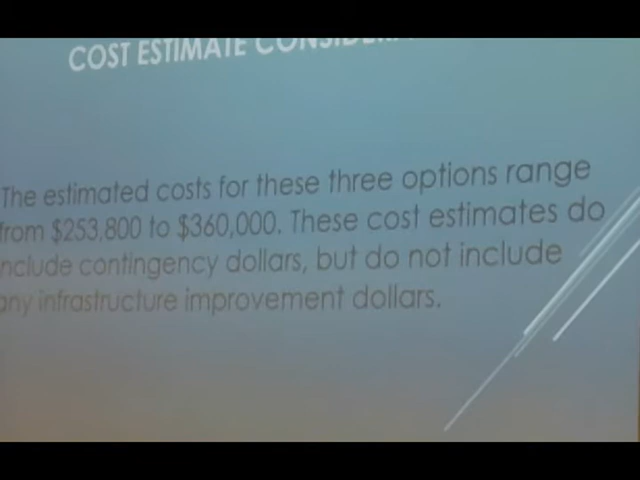 COST ESTIMATE
The estimated costs for these three options range
from $253,800 to $360,000. These cost estimates do
include contingency dollars, but do not include
any infrastructure improvement dollars.